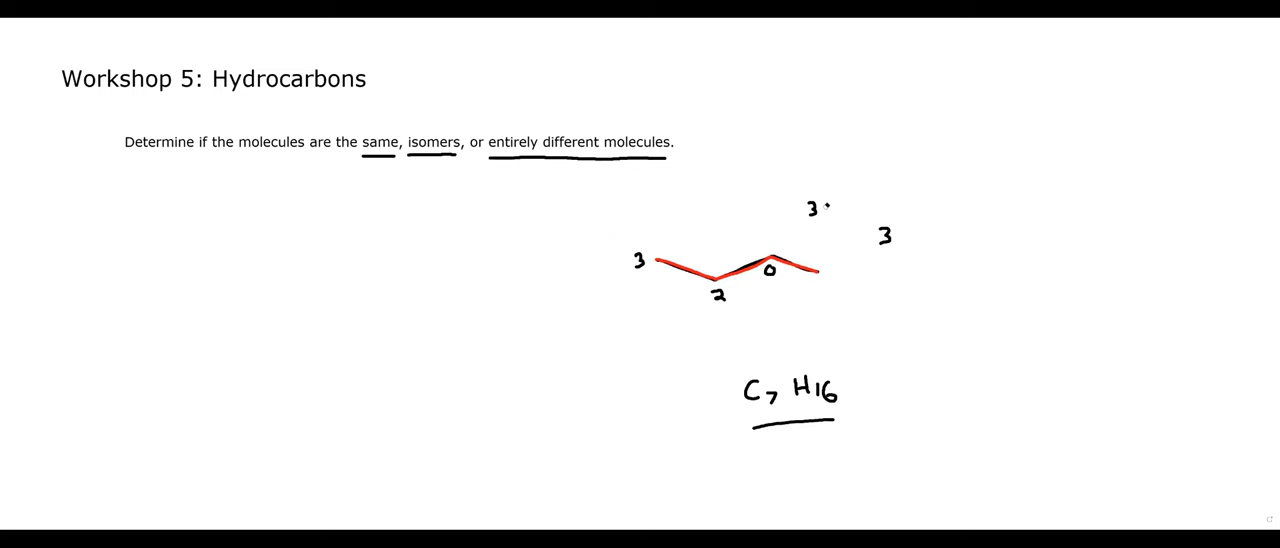 Workshop 5: Hydrocarbons
Determine if the molecules are the same, isomers, or entirely different molecules.
3
3
3
0
2
C7 H16